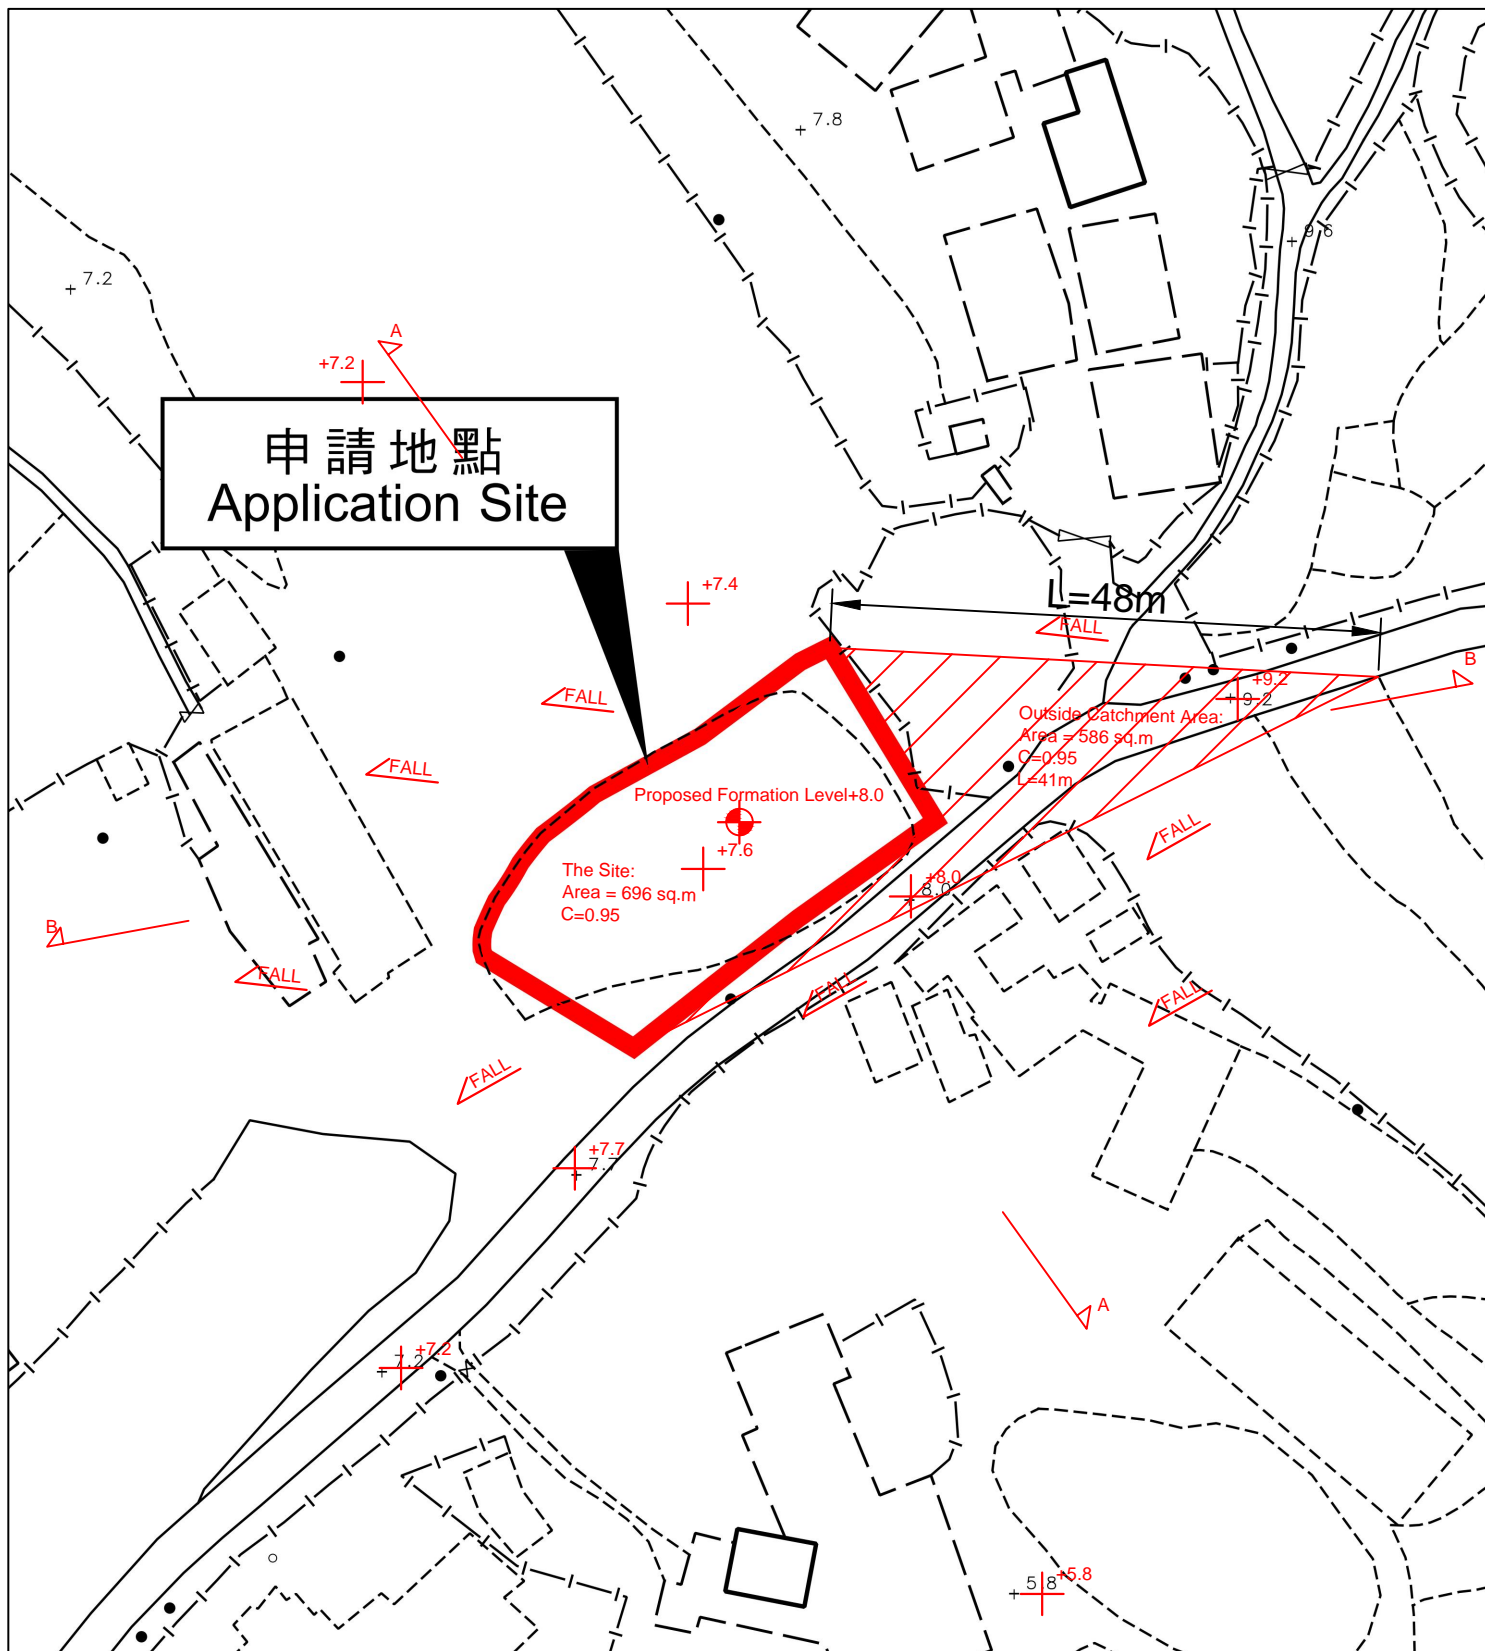 7.8
9.6
7.2
A
+7.2
申請地點
Application Site
+7.4
L=48m
FALL
B
FALL
+9.2
9.2
Outside Catchment Area:
Area = 586 sq.m
C=0.95
L=41m
FALL
Proposed Formation Level+8.0
FALL
+7.6
The Site:
Area = 696 sq.m
C=0.95
+8.0
8.0
B
FALL
FALL
FALL
FALL
+7.7
7.7
A
+7.2
7.2
5.8
+5.8